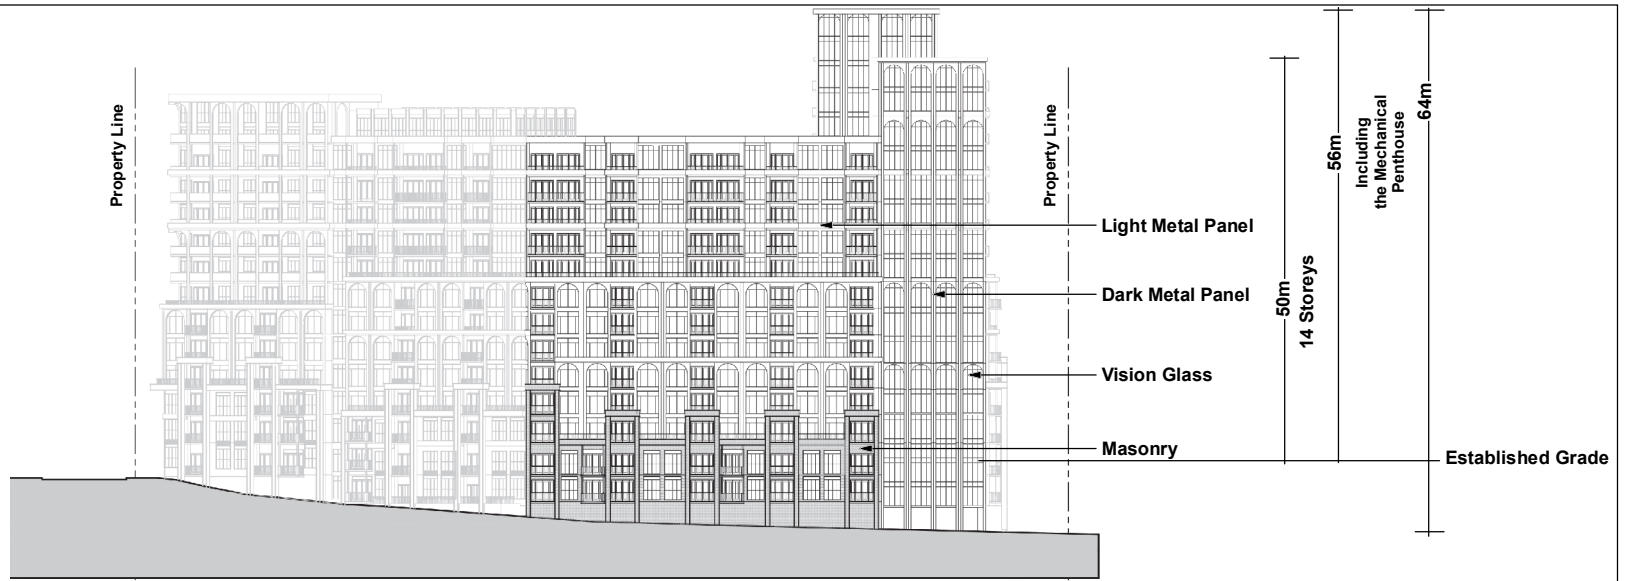 Property Line
Property Line
Light Metal Panel
Dark Metal Panel
Vision Glass
Masonry
50m
14 Storeys
56m
Including
the Mechanical
Penthouse
64m
Established Grade